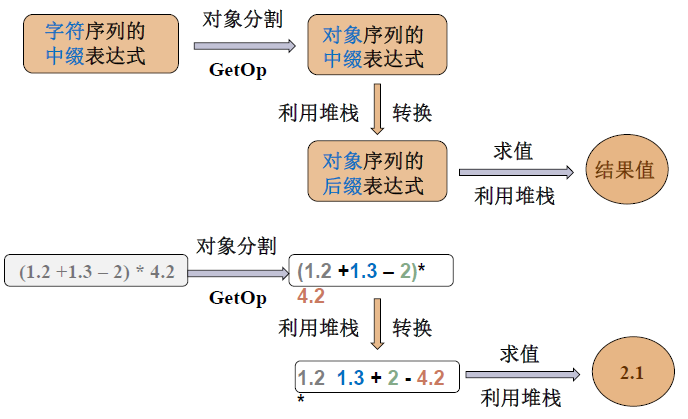 字符序列的
中缀表达式
对象分割
GetOp
对象序列的
中缀表达式
利用堆栈
转换
对象序列的
后缀表达式
求值
利用堆栈
结果值
(1.2 +1.3 – 2) * 4.2
对象分割
GetOp
(1.2 +1.3 – 2)*
4.2
利用堆栈
转换
1.2 1.3 + 2 - 4.2
*
求值
利用堆栈
2.1